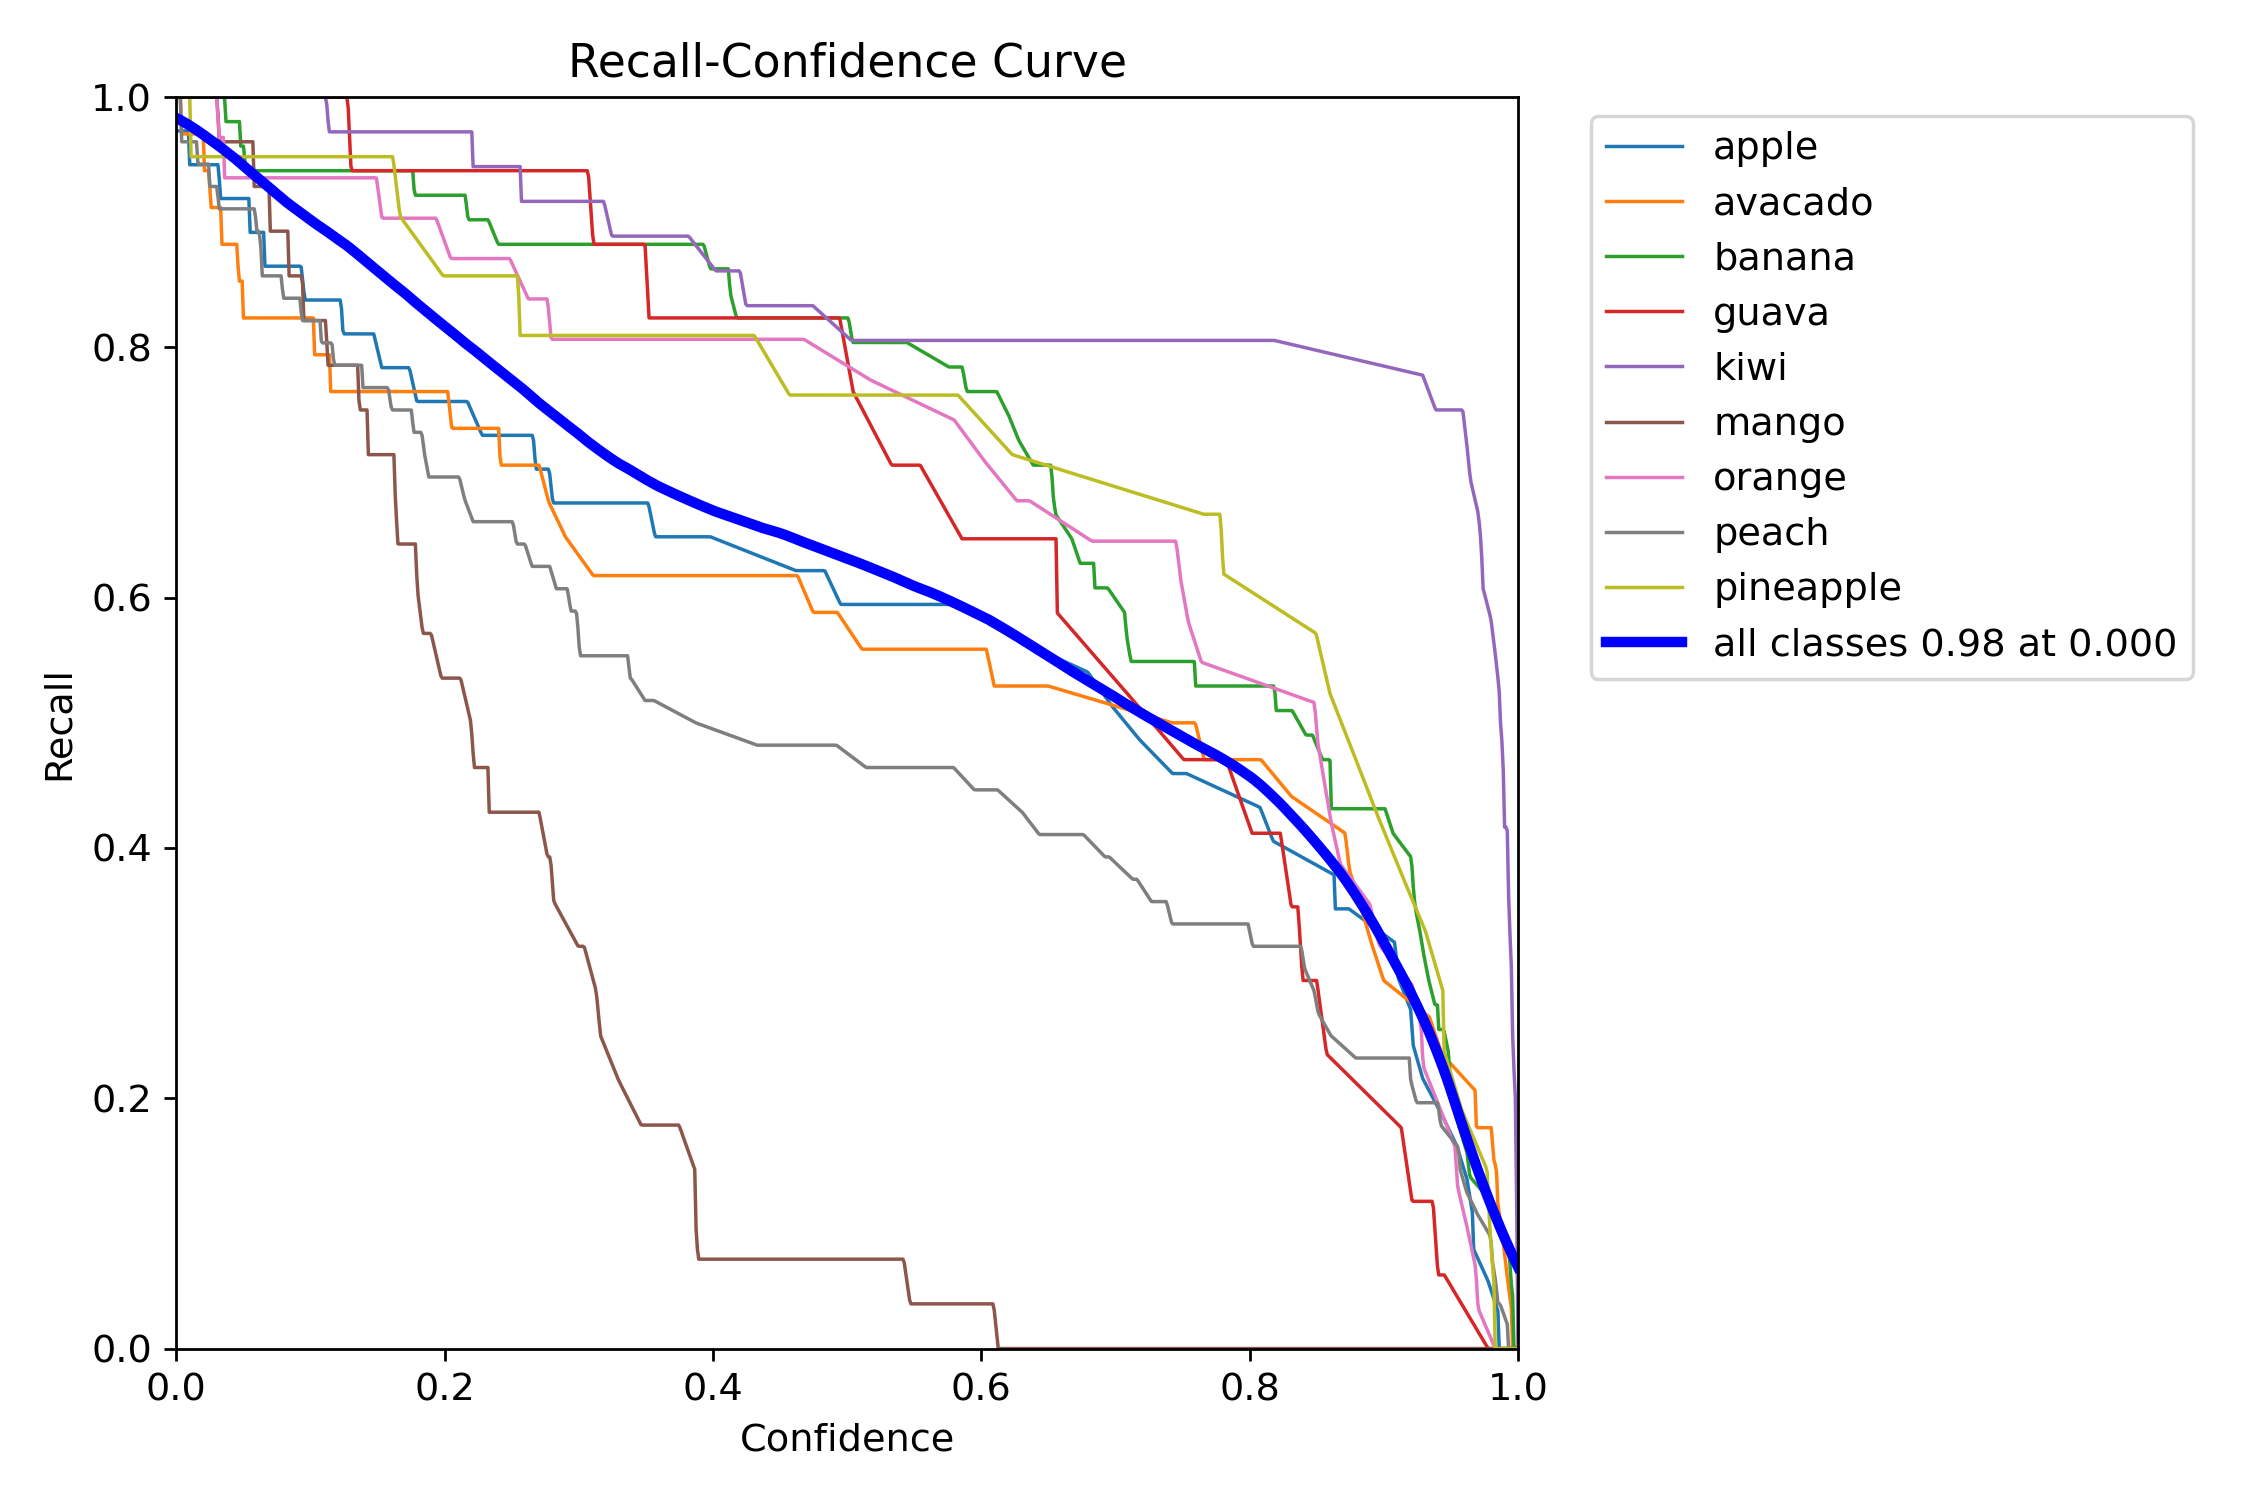 Recall-Confidence Curve
1.0
0.8
0.6
0.4
0.2
0.0
Recall
0.0 0.2 0.4 0.6 0.8 1.0
Confidence
apple
avacado
banana
guava
kiwi
mango
orange
peach
pineapple
all classes 0.98 at 0.000